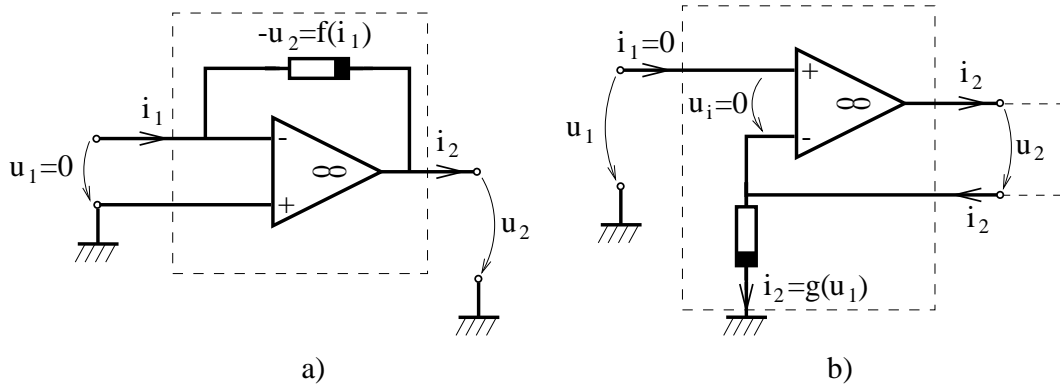 -u₂=f(i₁)
i₁
-
∞
+
i₂
u₁=0
u₂
a)
i₁=0
+
∞
-
uᵢ=0
i₂
u₁
u₂
i₂
i₂=g(u₁)
b)